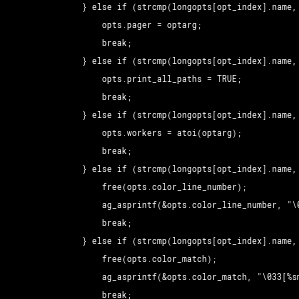 } else if (strcmp(longopts[opt_index].name,
opts.pager = optarg;
break;
} else if (strcmp(longopts[opt_index].name,
opts.print_all_paths = TRUE;
break;
} else if (strcmp(longopts[opt_index].name,
opts.workers = atoi(optarg);
break;
} else if (strcmp(longopts[opt_index].name,
free(opts.color_line_number);
ag_asprintf(&opts.color_line_number, "\0
break;
} else if (strcmp(longopts[opt_index].name,
free(opts.color_match);
ag_asprintf(&opts.color_match, "\033[%sm
break;